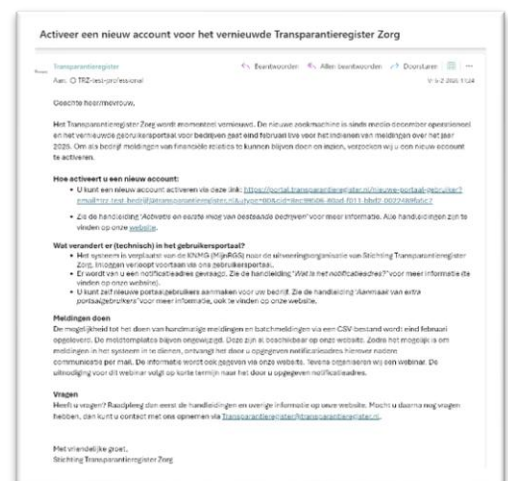 Activeer een nieuw account voor het vernieuwde Transparantieregister Zorg
Transparantieregister
Beantwoorden Allen beantwoorden Doorsturen
Aan: TRZ-test-professional
Vr 6-2-2026 11:24
Geachte heer/mevrouw,
Het Transparantieregister Zorg wordt momenteel vernieuwd. De nieuwe zoekmachine is sinds medio december operationeel
en het vernieuwde gebruikersportaal voor bedrijven gaat eind februari live voor het indienen van meldingen over het jaar
2025. Om als bedrijf meldingen van financiële relaties te kunnen blijven doen en inzien, verzoeken wij u een nieuw account
te activeren.
Hoe activeert u een nieuw account:
• U kunt een nieuw account activeren via deze link: https://portal.transparantieregister.nl/nieuwe-portaal-gebruiker?
• Zie de handleiding 'Activatie en eerste inlog van bestaande bedrijven' voor meer informatie. Alle handleidingen zijn te
vinden op onze website.
Wat verandert er (technisch) in het gebruikersportaal?
• Het systeem is verplaatst van de KNMG (MijnRGS) naar de uitvoeringsorganisatie van Stichting Transparantieregister
Zorg. Inloggen verloopt voortaan via ons gebruikersportaal.
• Er wordt van u een notificatieadres gevraagd. Zie de handleiding 'Wat is het notificatieadres?' voor meer informatie (te
vinden op onze website).
• U kunt zelf nieuwe portaalgebruikers aanmaken voor uw bedrijf. Zie de handleiding 'Aanmaak van extra
portaalgebruikers' voor meer informatie, ook te vinden op onze website.
Meldingen doen
De mogelijkheid tot het doen van handmatige meldingen en batchmeldingen via een CSV-bestand wordt eind februari
opgeleverd. De meldtemplates blijven ongewijzigd. Deze zijn al beschikbaar op onze website. Zodra het mogelijk is om
meldingen in het systeem in te dienen, ontvangt het door u opgegeven notificatieadres hierover nadere
communicatie per mail. De informatie wordt ook gegeven via onze website. Tevens organiseren wij een webinar. De
uitnodiging voor dit webinar volgt op korte termijn naar het door u opgegeven notificatieadres.
Vragen
Heeft u vragen? Raadpleeg dan eerst de handleidingen en overige informatie op onze website. Mocht u daarna nog vragen
hebben, dan kunt u contact met ons opnemen via Transparantieregister@transparantieregister.nl.
Met vriendelijke groet,
Stichting Transparantieregister Zorg